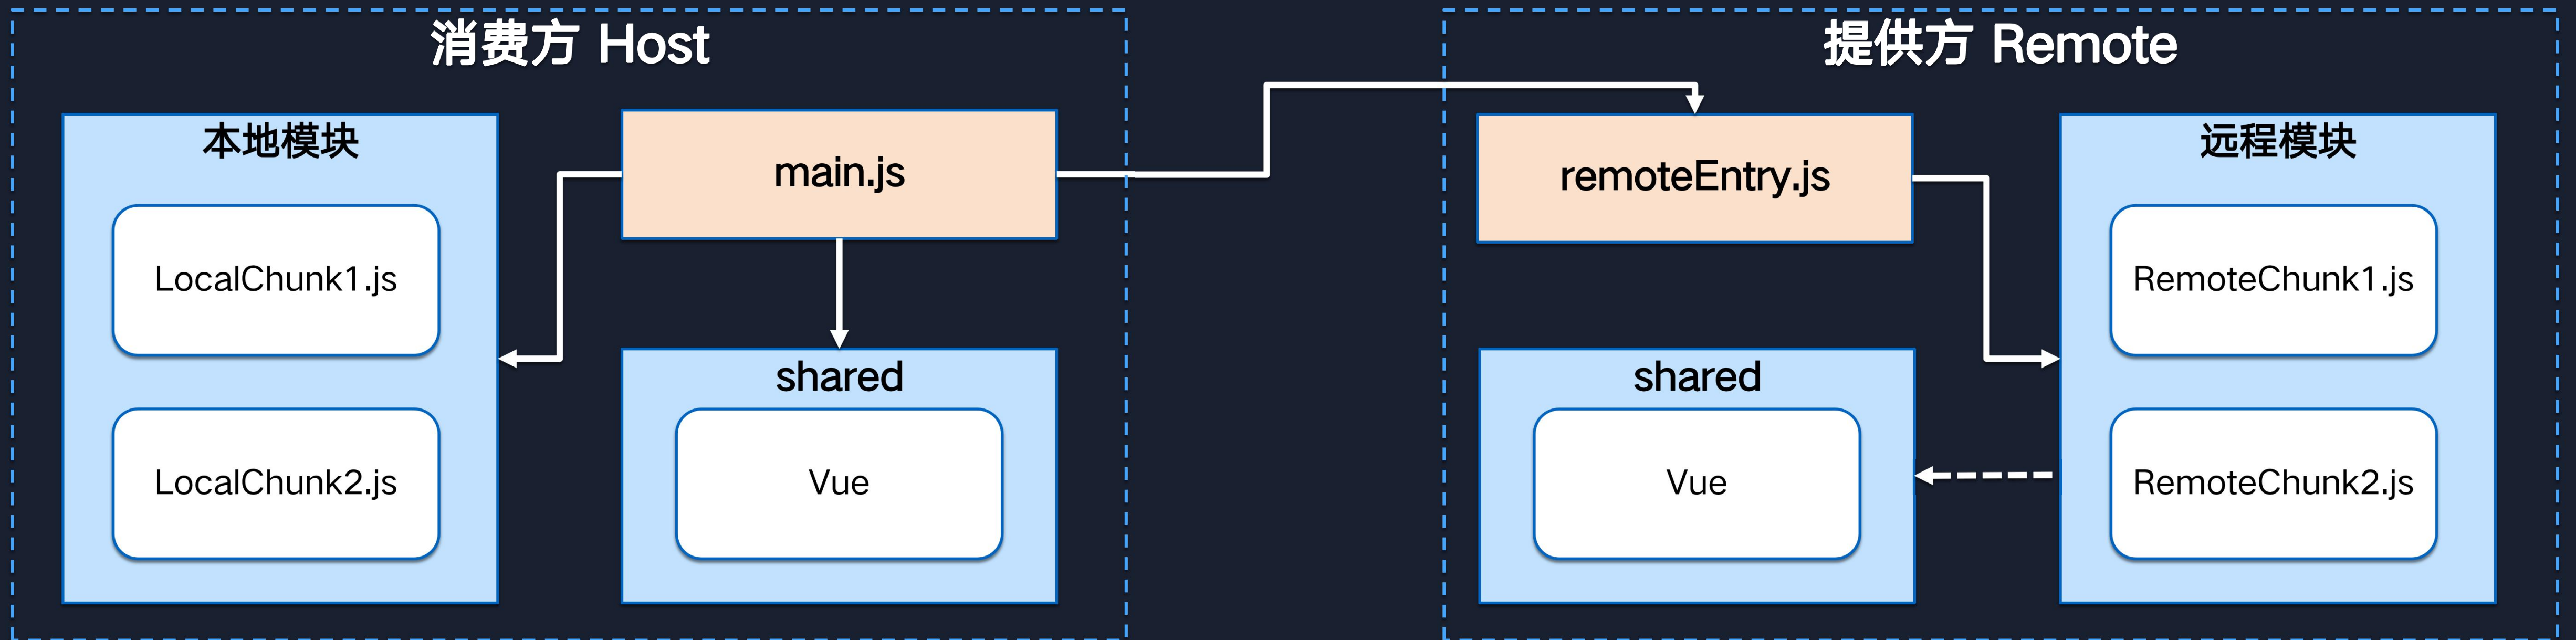 消费方 Host
本地模块
LocalChunk1.js
LocalChunk2.js
main.js
shared
Vue
提供方 Remote
remoteEntry.js
shared
Vue
远程模块
RemoteChunk1.js
RemoteChunk2.js